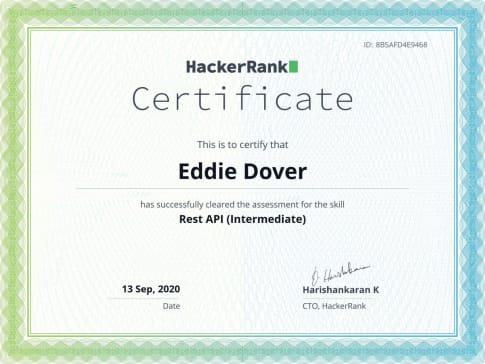 ID: 8B5AFD4E9468
HackerRank
Certificate
This is to certify that
Eddie Dover
has successfully cleared the assessment for the skill
Rest API (Intermediate)
13 Sep, 2020
Date
Harishankaran K
CTO, HackerRank